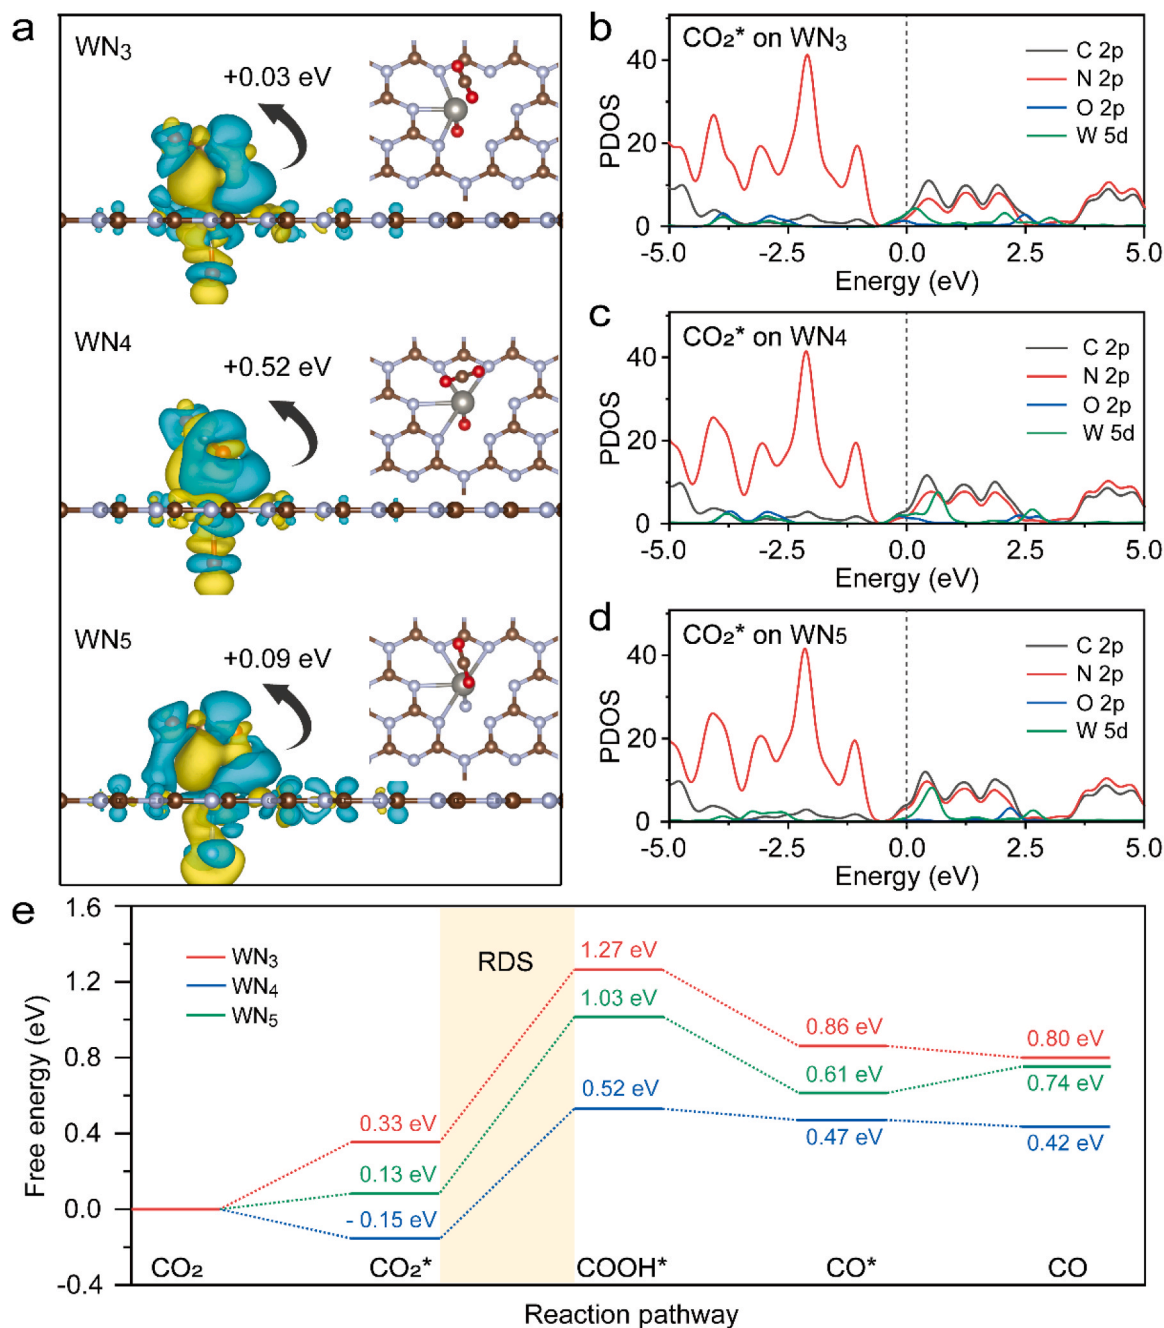 a
WN₃
+0.03 eV
WN4
+0.52 eV
WN5
+0.09 eV
b
CO₂* on WN₃
C 2p
N 2p
O 2p
W 5d
PDOS
40
20
0
-5.0 -2.5 0.0 2.5 5.0
Energy (eV)
c
CO₂* on WN4
C 2p
N 2p
O 2p
W 5d
PDOS
40
20
0
-5.0 -2.5 0.0 2.5 5.0
Energy (eV)
d
CO₂* on WN5
C 2p
N 2p
O 2p
W 5d
PDOS
40
20
0
-5.0 -2.5 0.0 2.5 5.0
Energy (eV)
e
Free energy (eV)
1.6
1.2
0.8
0.4
0.0
-0.4
WN₃
WN₄
WN₅
RDS
1.27 eV
1.03 eV
0.86 eV
0.80 eV
0.61 eV
0.74 eV
0.52 eV
0.47 eV
0.42 eV
0.33 eV
0.13 eV
- 0.15 eV
CO₂ CO₂* COOH* CO* CO
Reaction pathway